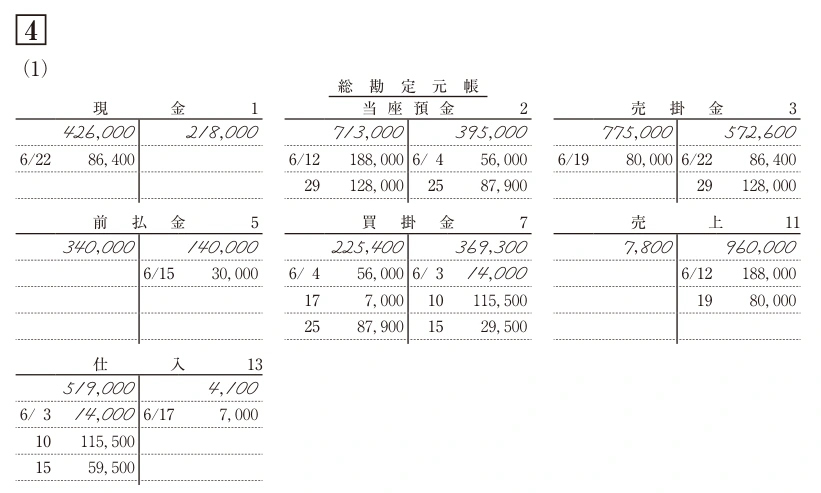 4
(1)
総勘定元帳
現金 1 当座預金 2 売掛金 3
426,000 218,000 713,000 395,000 775,000 572,600
6/22 86,400 6/12 188,000 6/ 4 56,000 6/19 80,000 6/22 86,400
29 128,000 25 87,900 29 128,000
前払金 5 買掛金 7 売上 11
340,000 140,000 225,400 369,300 7,800 960,000
6/15 30,000 6/ 4 56,000 6/ 3 14,000 6/12 188,000
17 7,000 10 115,500 19 80,000
25 87,900 15 29,500
仕入 13
519,000 4,100
6/ 3 14,000 6/17 7,000
10 115,500
15 59,500